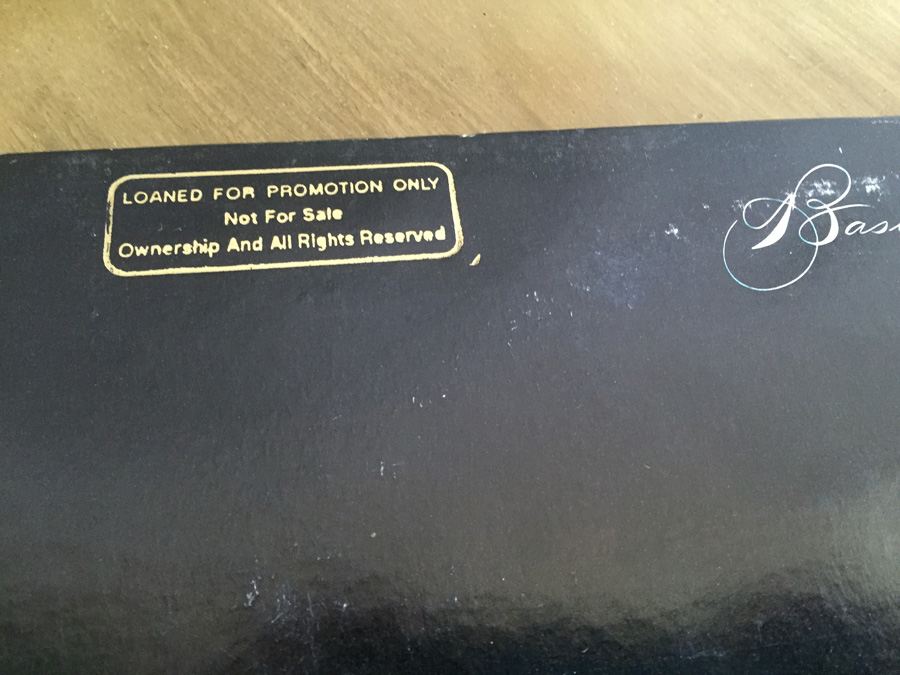 LOANED FOR PROMOTION ONLY
Not For Sale
Ownership And All Rights Reserved